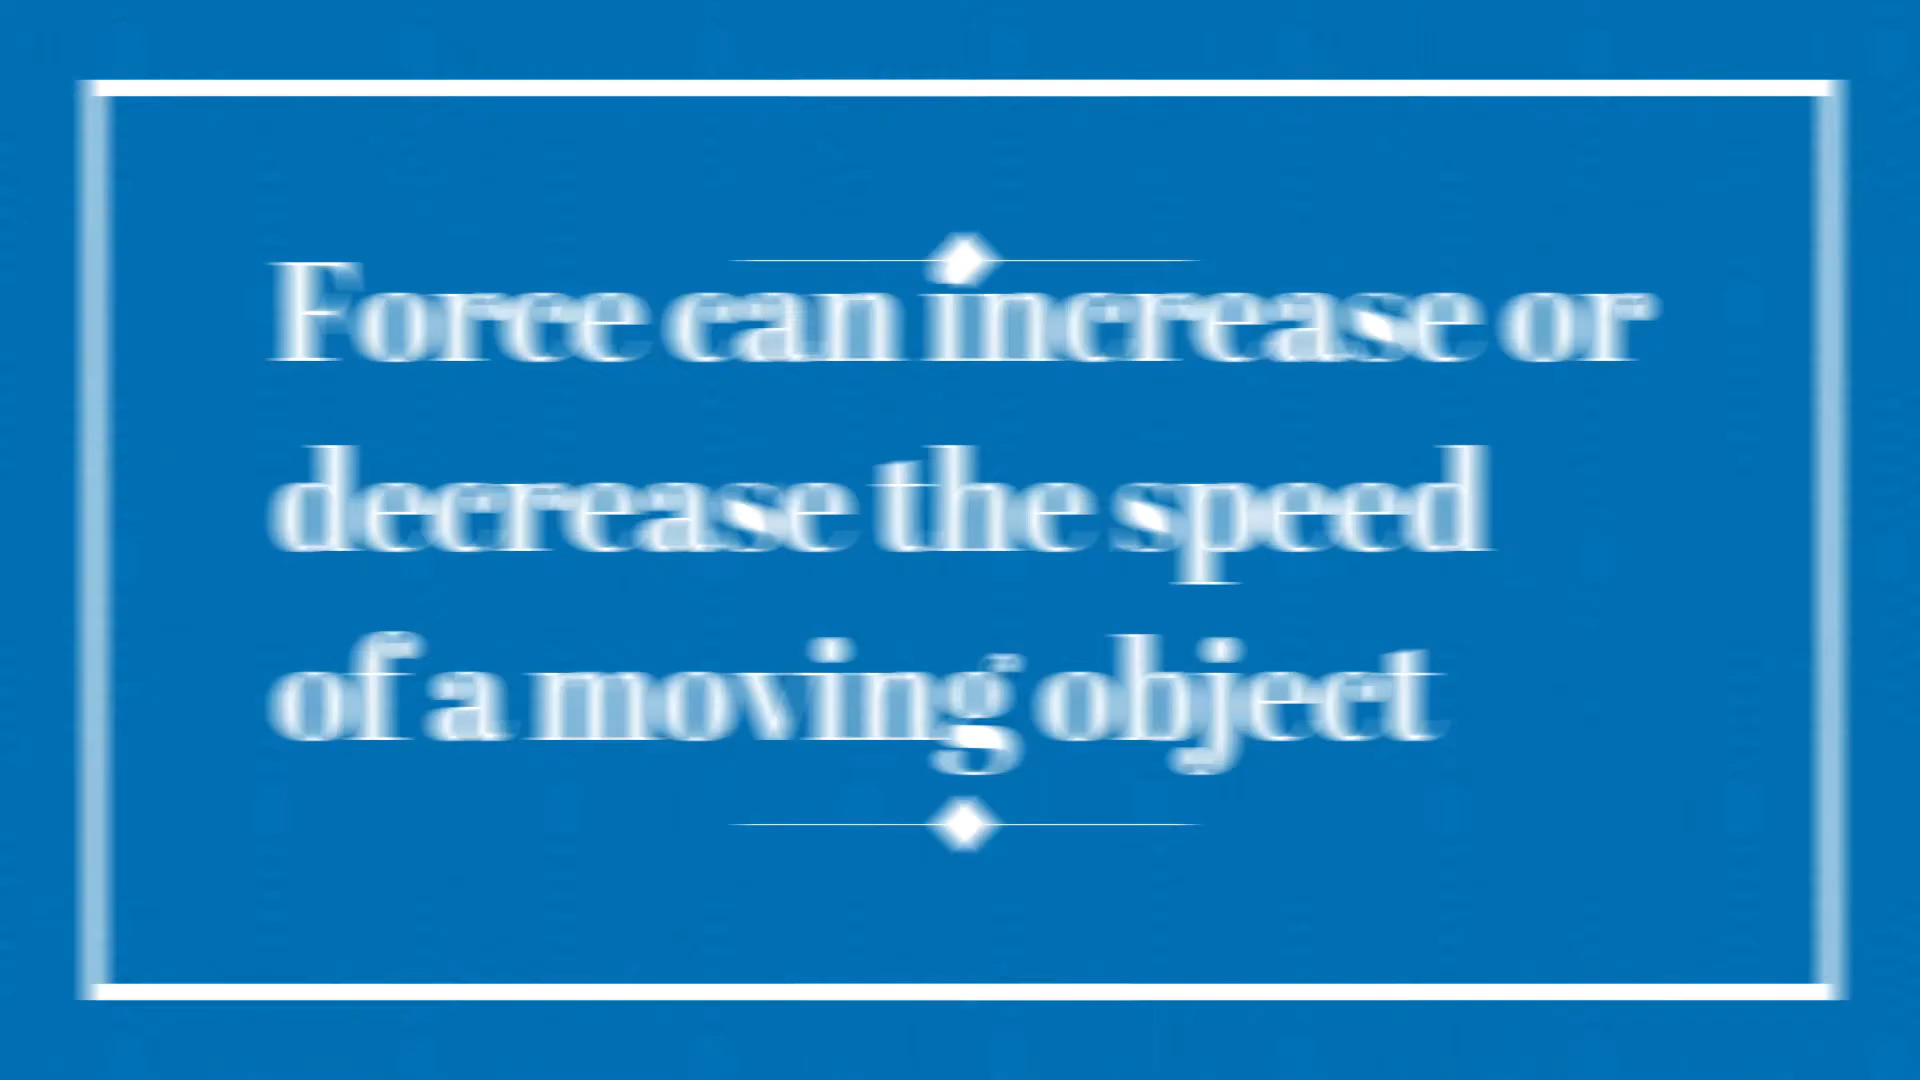 Force can increase or
decrease the speed
of a moving object